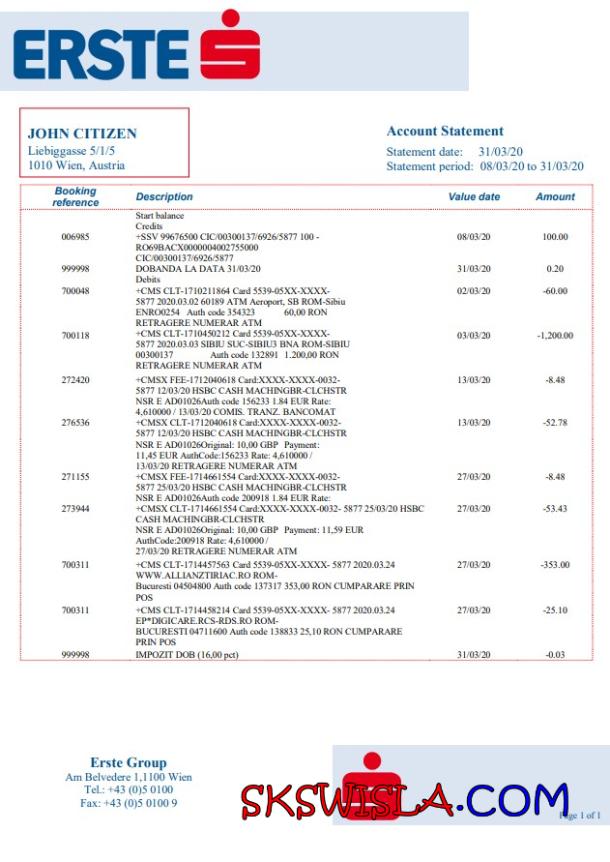 ERSTE
JOHN CITIZEN
Liebiggasse 5/1/5
1010 Wien, Austria
Account Statement
Statement date: 31/03/20
Statement period: 08/03/20 to 31/03/20
Booking reference Description Value date Amount
Start balance
Credits
006985 +SSV 99676500 CIC/00300137/6926/5877 100 - 08/03/20 100.00
RO69BACX0000004002755000
CIC/00300137/6926/5877
999998 DOBANDA LA DATA 31/03/20 31/03/20 0.20
Debits
700048 +CMS CLT-1710211864 Card 5539-05XX-XXXX- 02/03/20 -60.00
5877 2020.03.02 60189 ATM Aeroport, SB ROM-Sibiu
ENRO0254 Auth code 354323 60,00 RON
RETRAGERE NUMERAR ATM
700118 +CMS CLT-1710450212 Card 5539-05XX-XXXX- 03/03/20 -1,200.00
5877 2020.03.03 SIBIU SUC-SIBIU3 BNA ROM-SIBIU
00300137 Auth code 132891 1.200,00 RON
RETRAGERE NUMERAR ATM
272420 +CMSX FEE-1712040618 Card:XXXX-XXXX-0032- 13/03/20 -8.48
5877 12/03/20 HSBC CASH MACHINGBR-CLCHSTR
NSR E AD01026Auth code 156233 1.84 EUR Rate:
4,610000 / 13/03/20 COMIS. TRANZ. BANCOMAT
276536 +CMSX CLT-1712040618 Card:XXXX-XXXX-0032- 13/03/20 -52.78
5877 12/03/20 HSBC CASH MACHINGBR-CLCHSTR
NSR E AD01026Original: 10,00 GBP Payment:
11,45 EUR AuthCode:156233 Rate: 4,610000 /
13/03/20 RETRAGERE NUMERAR ATM
271155 +CMSX FEE-1714661554 Card:XXXX-XXXX-0032- 27/03/20 -8.48
5877 25/03/20 HSBC CASH MACHINGBR-CLCHSTR
NSR E AD01026Auth code 200918 1.84 EUR Rate:
273944 +CMSX CLT-1714661554 Card:XXXX-XXXX-0032- 5877 25/03/20 HSBC 27/03/20 -53.43
CASH MACHINGBR-CLCHSTR
NSR E AD01026Original: 10,00 GBP Payment: 11,59 EUR
AuthCode:200918 Rate: 4,610000 /
27/03/20 RETRAGERE NUMERAR ATM
700311 +CMS CLT-1714457563 Card 5539-05XX-XXXX- 5877 2020.03.24 27/03/20 -353.00
WWW.ALLIANZTIRIAC.RO ROM-
Bucuresti 04504800 Auth code 137317 353,00 RON CUMPARARE PRIN
POS
700311 +CMS CLT-1714458214 Card 5539-05XX-XXXX- 5877 2020.03.24 27/03/20 -25.10
EP*DIGICARE.RCS-RDS.RO ROM-
BUCURESTI 04711600 Auth code 138833 25,10 RON CUMPARARE
PRIN POS
999998 IMPOZIT DOB (16,00 pct) 31/03/20 -0.03
Erste Group
Am Belvedere 1,1100 Wien
Tel.: +43 (0)5 0100
Fax: +43 (0)5 0100 9
SKSWISLA.COM
Page 1 of 1